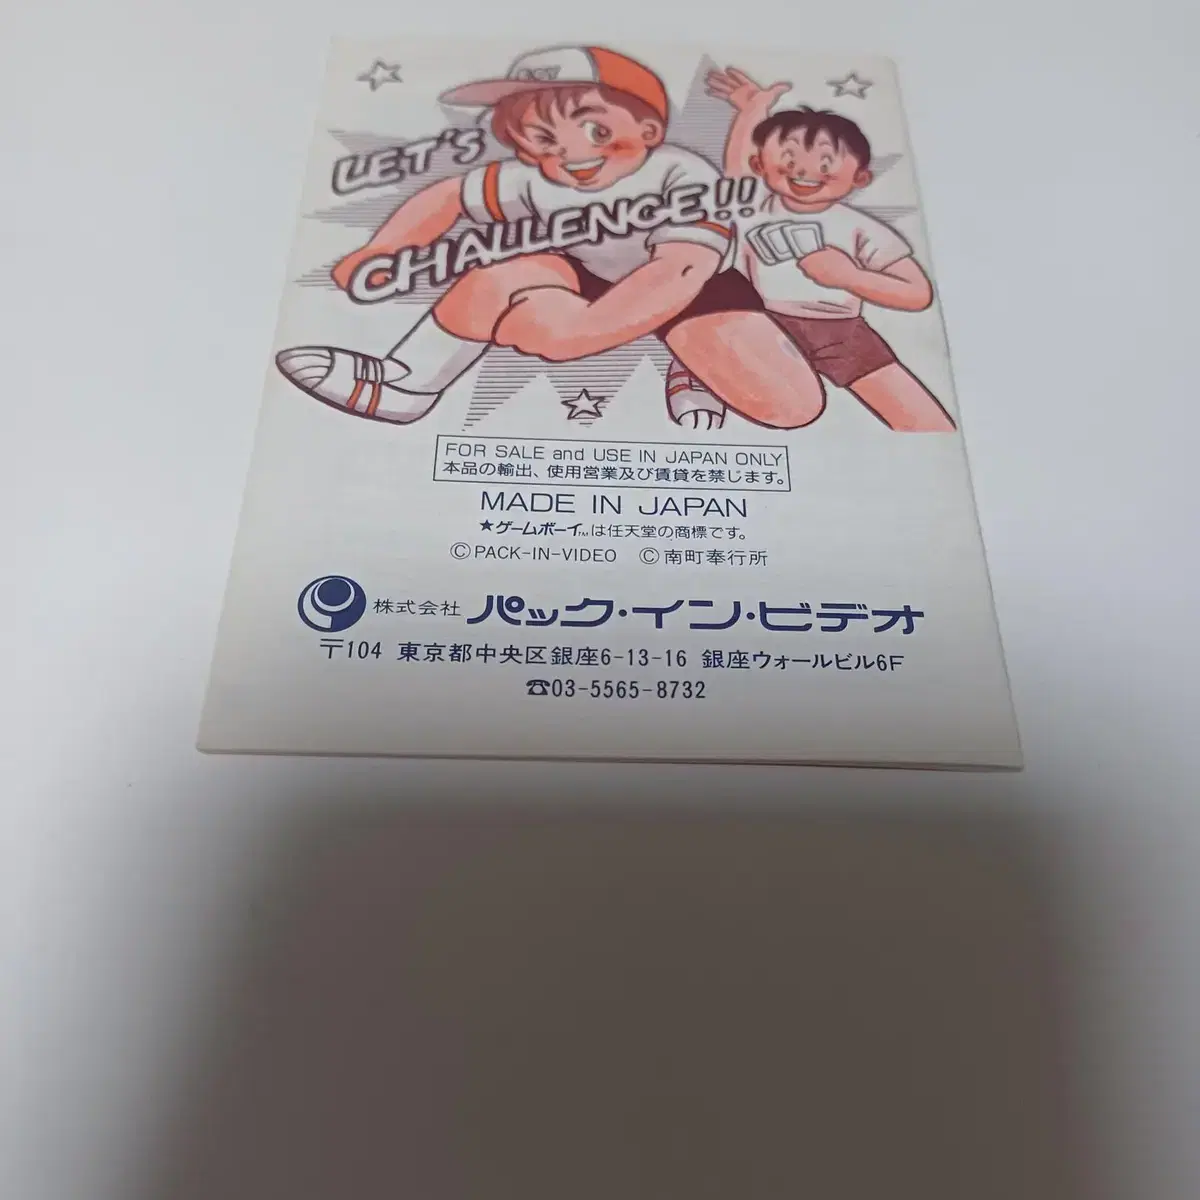 BOY
LET'S
CHALLENGE!!
FOR SALE and USE IN JAPAN ONLY
本品の輸出、使用営業及び賃貸を禁じます。
MADE IN JAPAN
★ゲームボーイ™は任天堂の商標です。
©PACK-IN-VIDEO ©南町奉行所
株式会社 パック・イン・ビデオ
〒104 東京都中央区銀座6-13-16 銀座ウォールビル6F
☎03-5565-8732